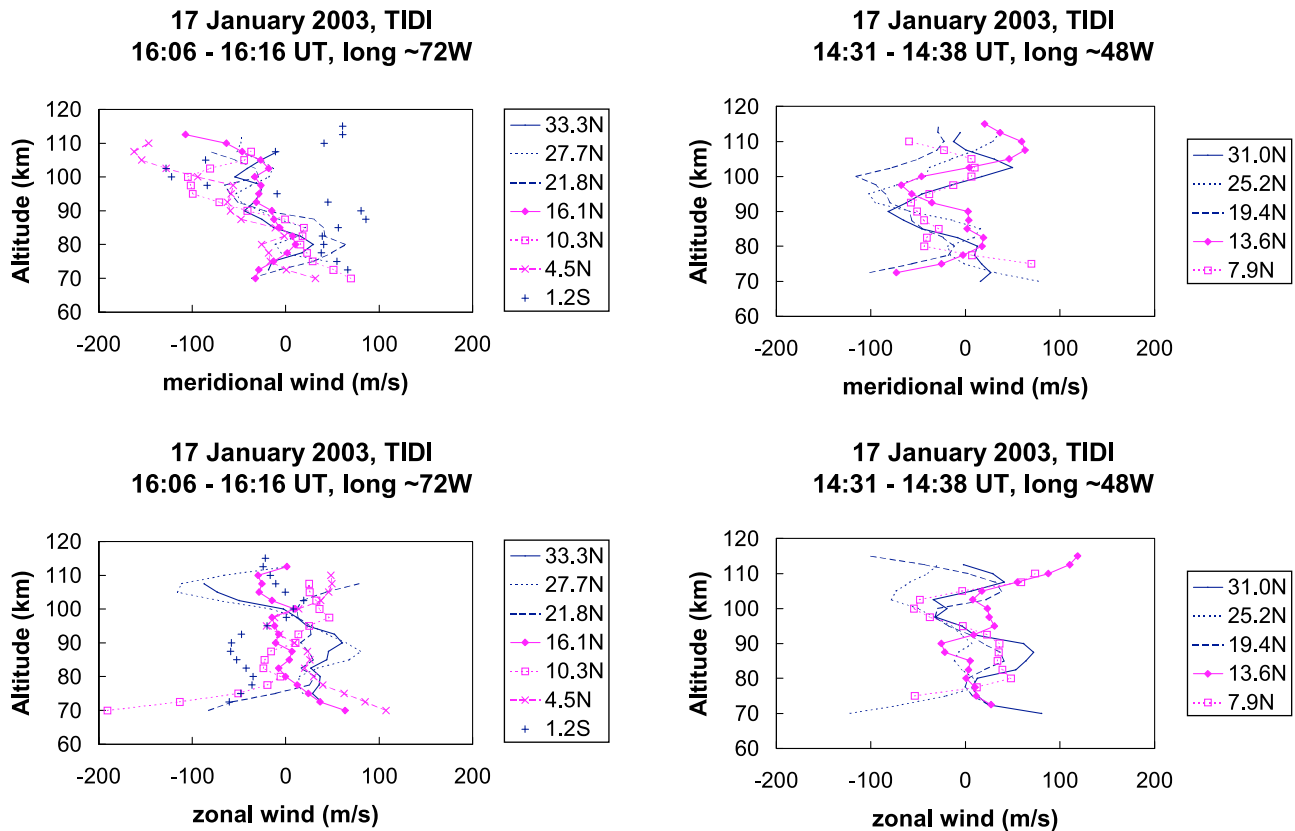 17 January 2003, TIDI
16:06 - 16:16 UT, long ~72W
120
110
100
90
80
70
60
Altitude (km)
-200
-100
0
100
200
meridional wind (m/s)
33.3N
27.7N
21.8N
16.1N
10.3N
4.5N
1.2S
17 January 2003, TIDI
14:31 - 14:38 UT, long ~48W
120
110
100
90
80
70
60
Altitude (km)
-200
-100
0
100
200
meridional wind (m/s)
31.0N
25.2N
19.4N
13.6N
7.9N
17 January 2003, TIDI
16:06 - 16:16 UT, long ~72W
120
110
100
90
80
70
60
Altitude (km)
-200
-100
0
100
200
zonal wind (m/s)
33.3N
27.7N
21.8N
16.1N
10.3N
4.5N
1.2S
17 January 2003, TIDI
14:31 - 14:38 UT, long ~48W
120
110
100
90
80
70
60
Altitude (km)
-200
-100
0
100
200
zonal wind (m/s)
31.0N
25.2N
19.4N
13.6N
7.9N